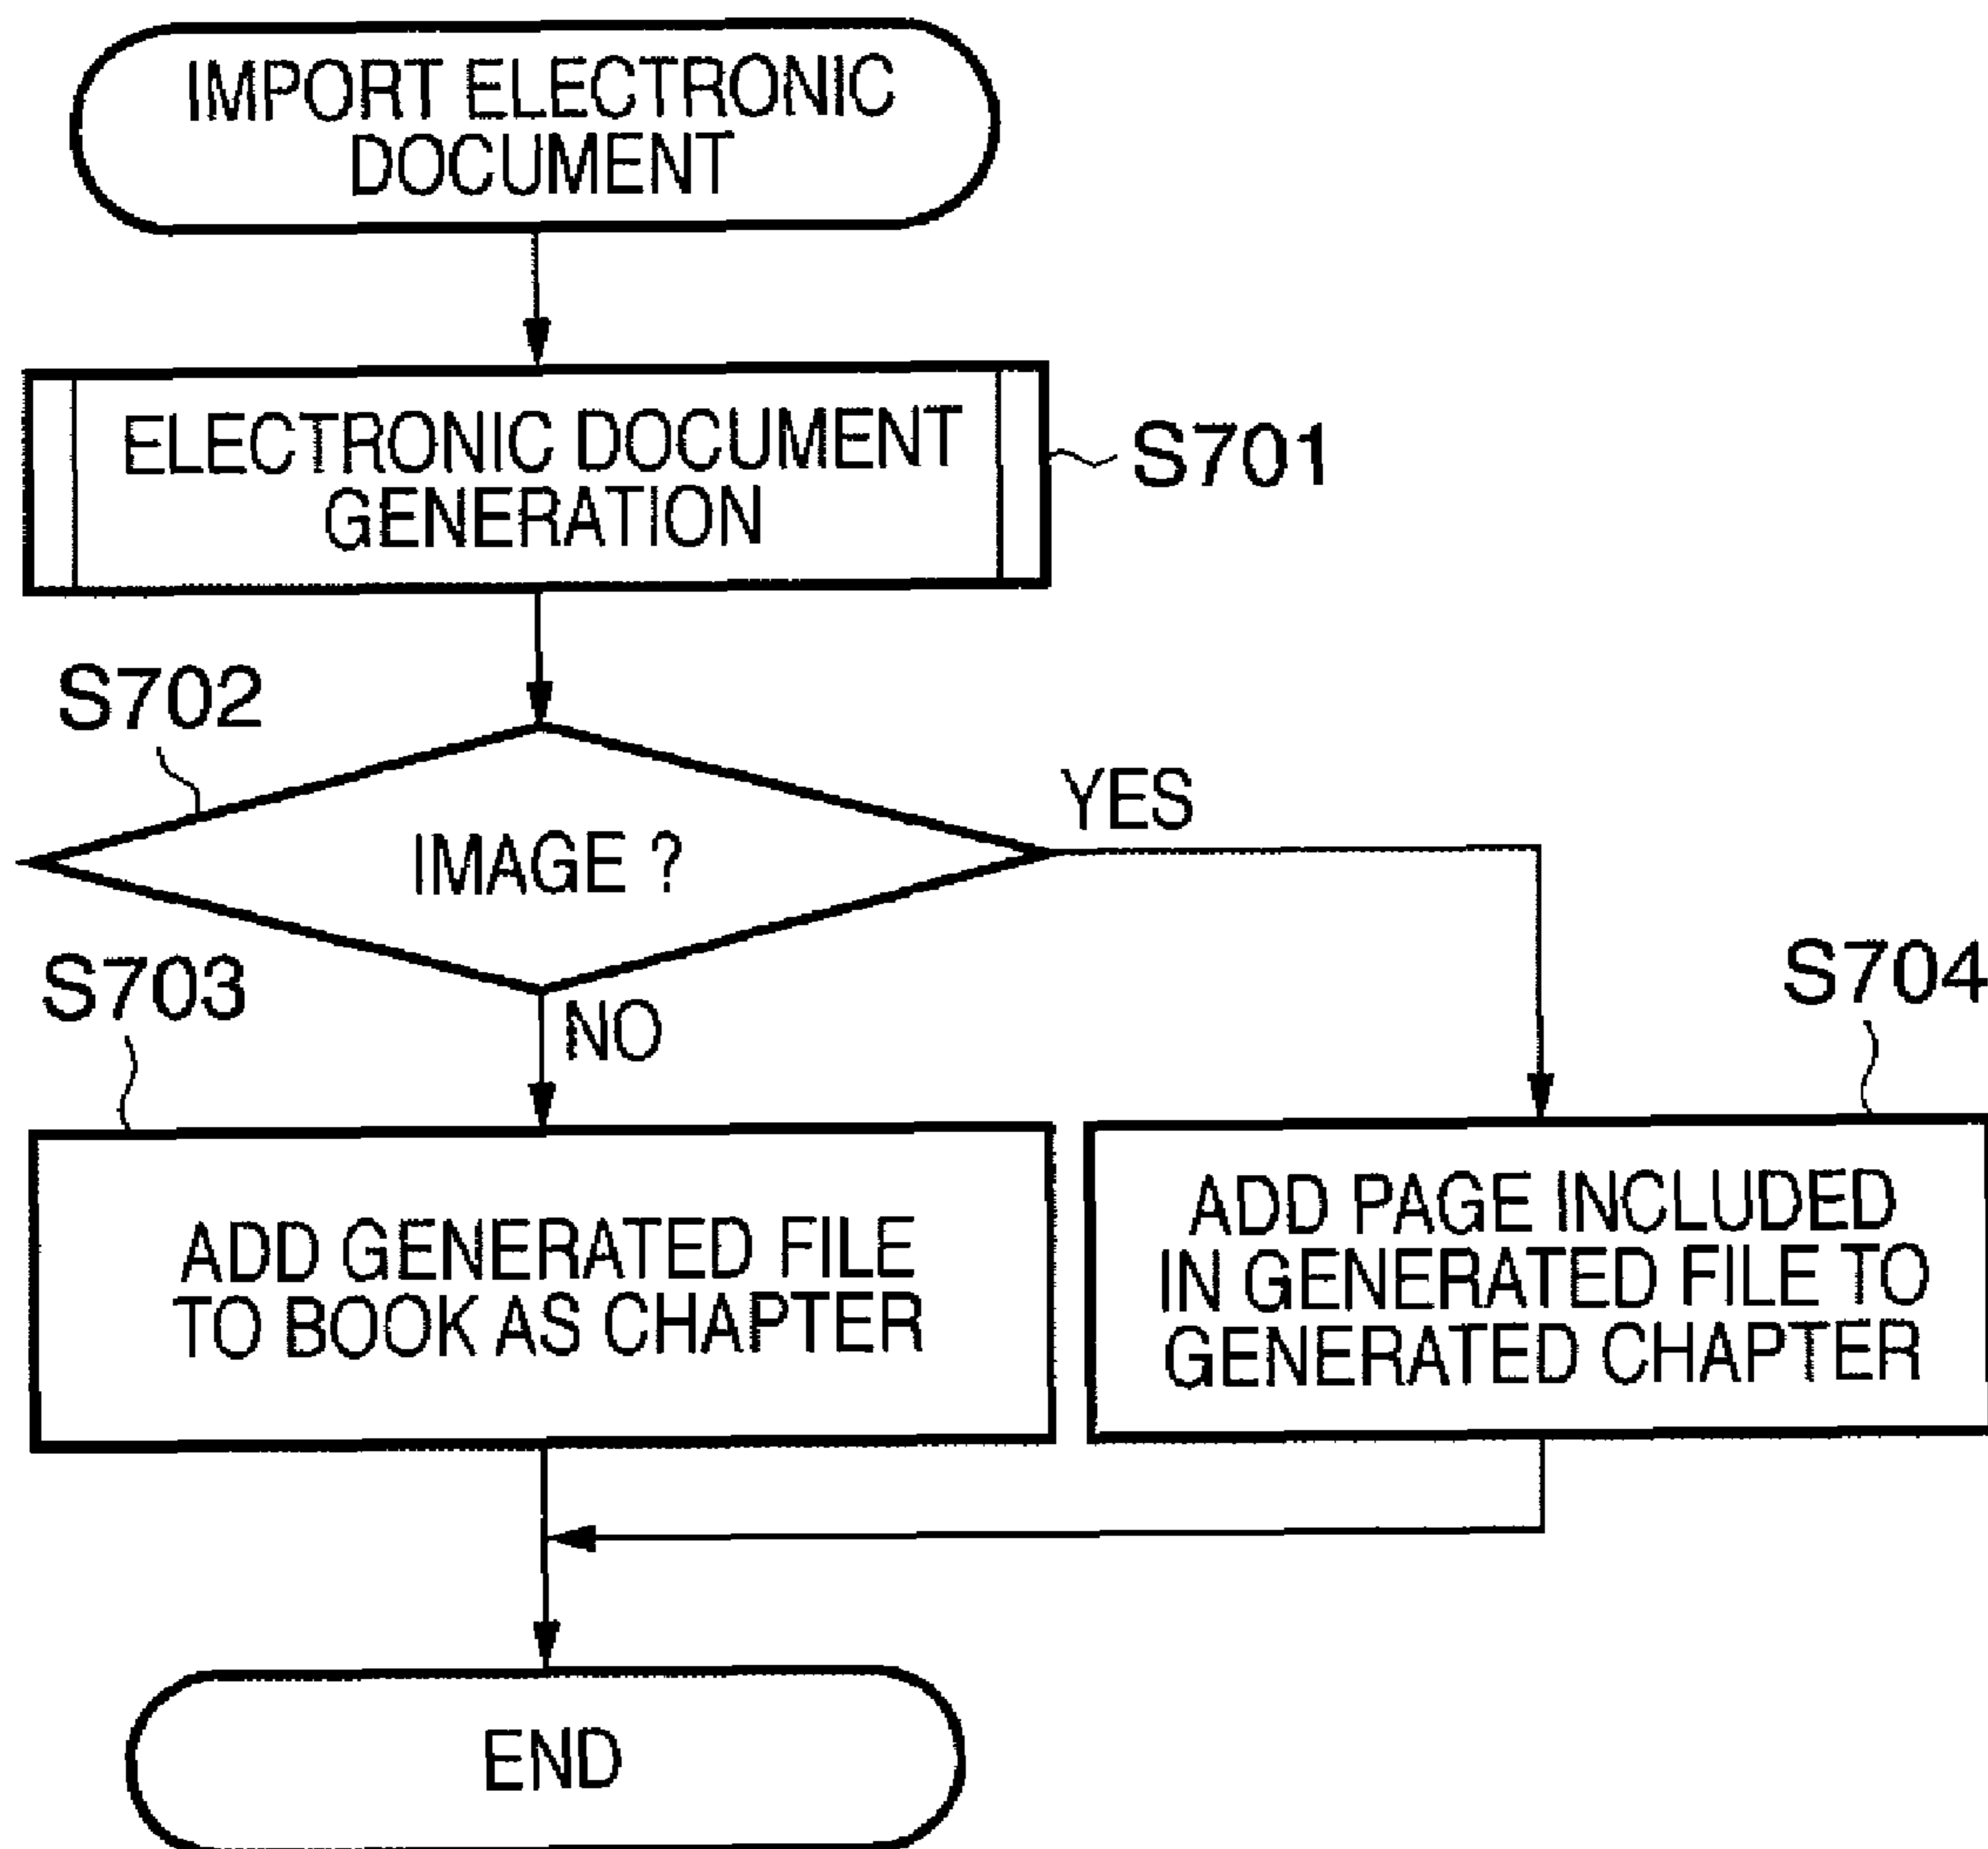 IMPORT ELECTRONIC
DOCUMENT
ELECTRONIC DOCUMENT
GENERATION
S701
S702
IMAGE ?
YES
NO
S703
ADD GENERATED FILE
TO BOOK AS CHAPTER
S704
ADD PAGE INCLUDED
IN GENERATED FILE TO
GENERATED CHAPTER
END